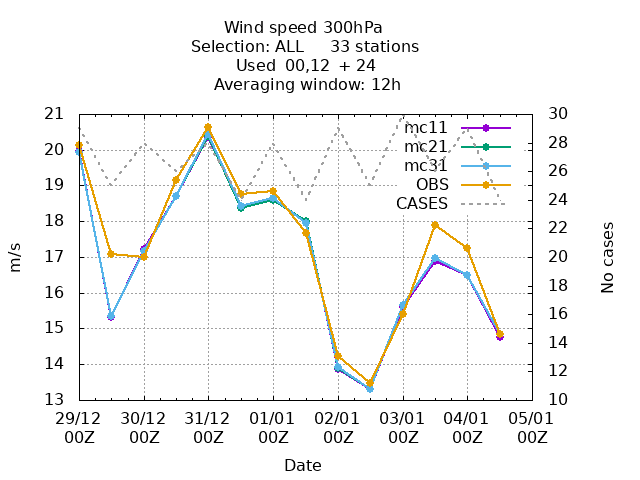 Wind speed 300hPa
Selection: ALL 33 stations
Used 00,12 + 24
Averaging window: 12h
21 30
20 28
19 26
18 24
17 22
16 20
15 18
14 16
13 14
12
10
m/s
No cases
mc11
mc21
mc31
OBS
CASES
29/12 30/12 31/12 01/01 02/01 03/01 04/01 05/01
00Z 00Z 00Z 00Z 00Z 00Z 00Z 00Z
Date